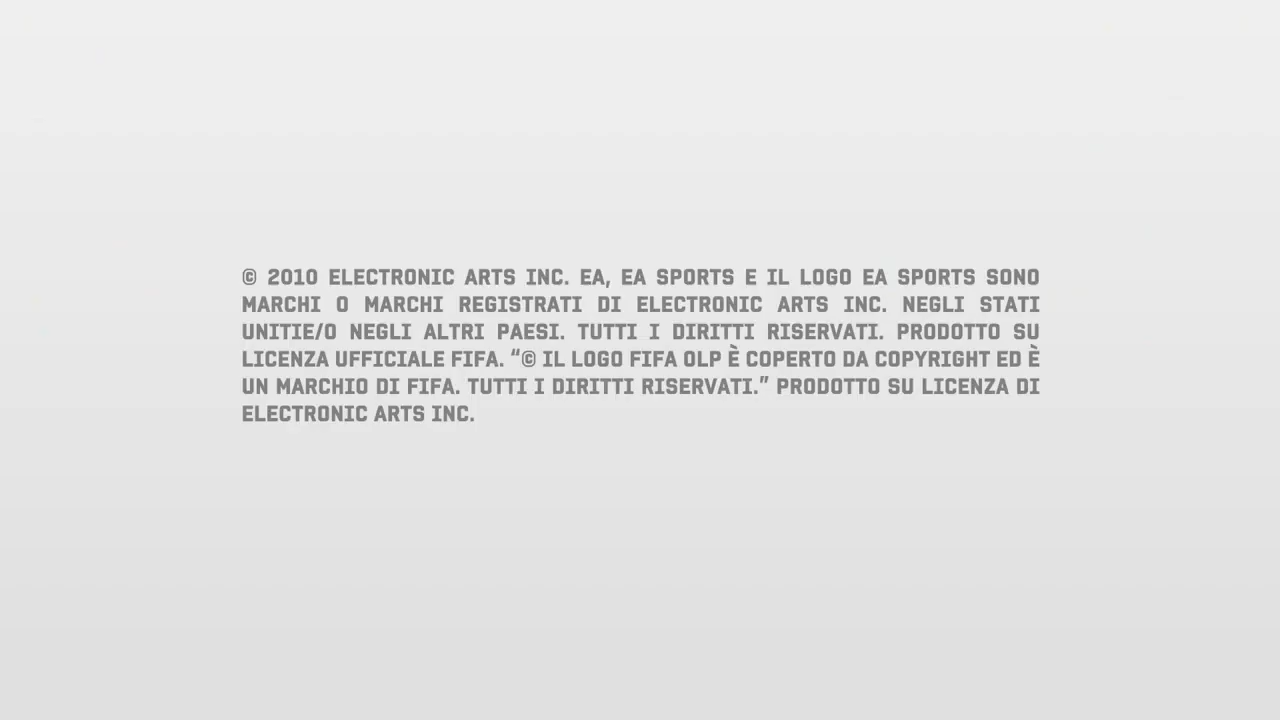 © 2010 ELECTRONIC ARTS INC. EA, EA SPORTS E IL LOGO EA SPORTS SONO
MARCHI O MARCHI REGISTRATI DI ELECTRONIC ARTS INC. NEGLI STATI
UNITIE/O NEGLI ALTRI PAESI. TUTTI I DIRITTI RISERVATI. PRODOTTO SU
LICENZA UFFICIALE FIFA. “© IL LOGO FIFA OLP È COPERTO DA COPYRIGHT ED È
UN MARCHIO DI FIFA. TUTTI I DIRITTI RISERVATI.” PRODOTTO SU LICENZA DI
ELECTRONIC ARTS INC.